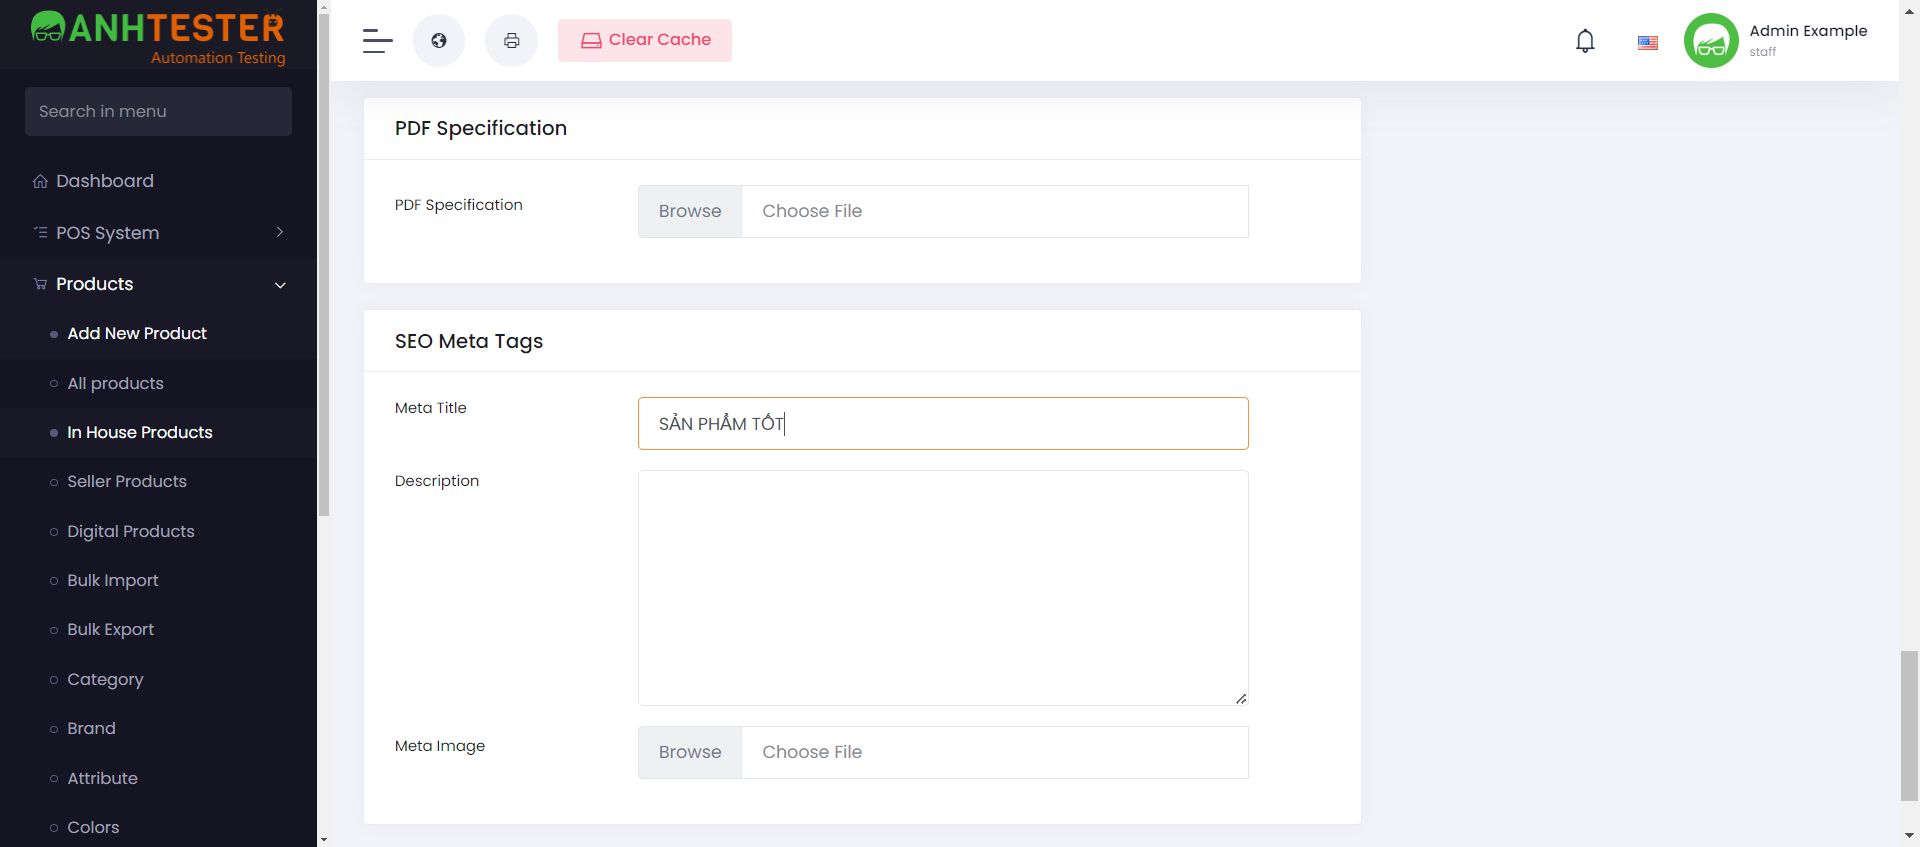 ANHTESTER
Automation Testing
Search in menu
Dashboard
POS System
Products
Add New Product
All products
In House Products
Seller Products
Digital Products
Bulk Import
Bulk Export
Category
Brand
Attribute
Colors
Clear Cache
Admin Example
staff
PDF Specification
PDF Specification
Browse
Choose File
SEO Meta Tags
Meta Title
SẢN PHẨM TỐT
Description
Meta Image
Browse
Choose File